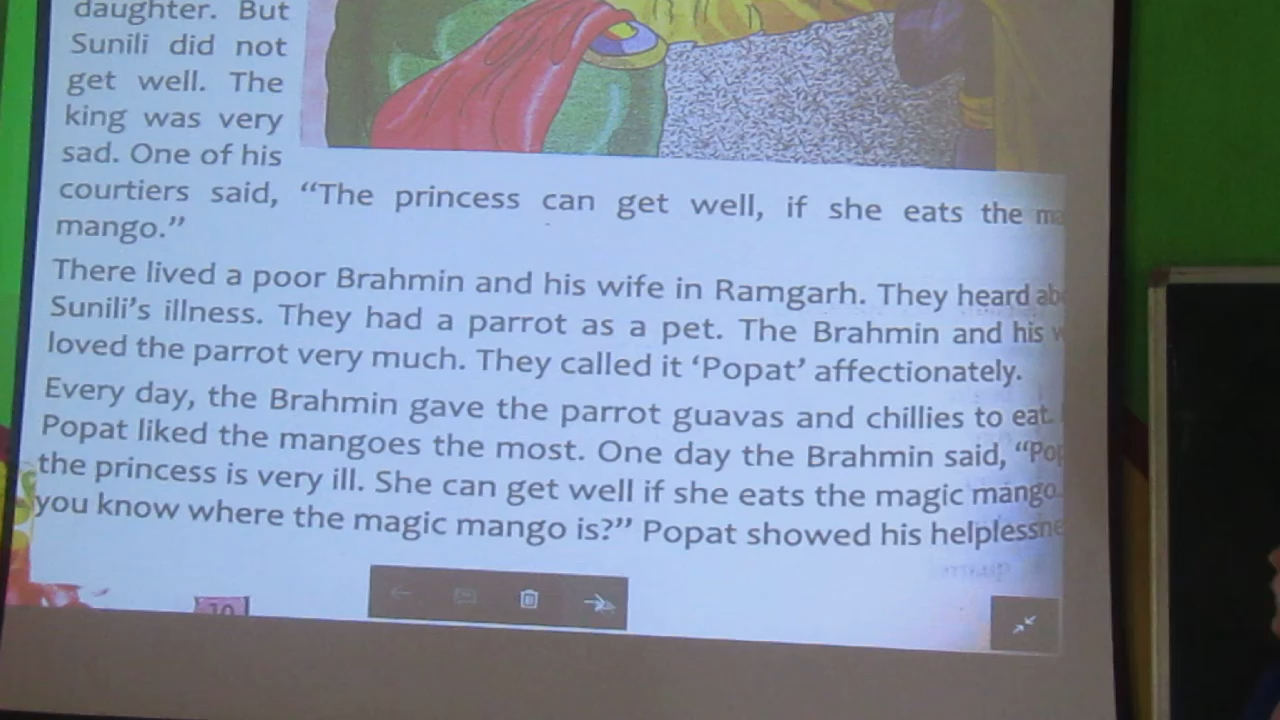 daughter. But
Sunili did not
get well. The
king was very
sad. One of his
courtiers said, “The princess can get well, if she eats the
mango.”
There lived a poor Brahmin and his wife in Ramgarh. They heard
Sunili’s illness. They had a parrot as a pet. The Brahmin and his
loved the parrot very much. They called it ‘Popat’ affectionately.
Every day, the Brahmin gave the parrot guavas and chillies to eat.
Popat liked the mangoes the most. One day the Brahmin said,
the princess is very ill. She can get well if she eats the magic mango.
you know where the magic mango is?” Popat showed his
10